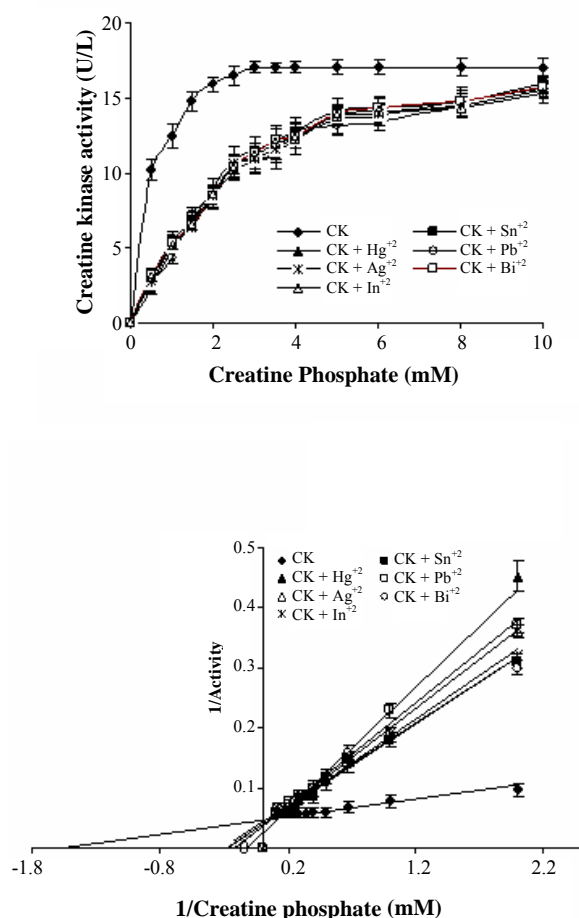 Creatine kinase activity (U/L)
20
15
10
5
0
CK
CK + Hg+2
CK + Ag+2
CK + In+2
CK + Sn+2
CK + Pb+2
CK + Bi+2
0
2
4
6
8
10
Creatine Phosphate (mM)
1/Activity
0.5
0.4
0.3
0.2
0.1
CK
CK + Hg+2
CK + Ag+2
CK + In+2
CK + Sn+2
CK + Pb+2
CK + Bi+2
-1.8
-0.8
0.2
1.2
2.2
1/Creatine phosphate (mM)